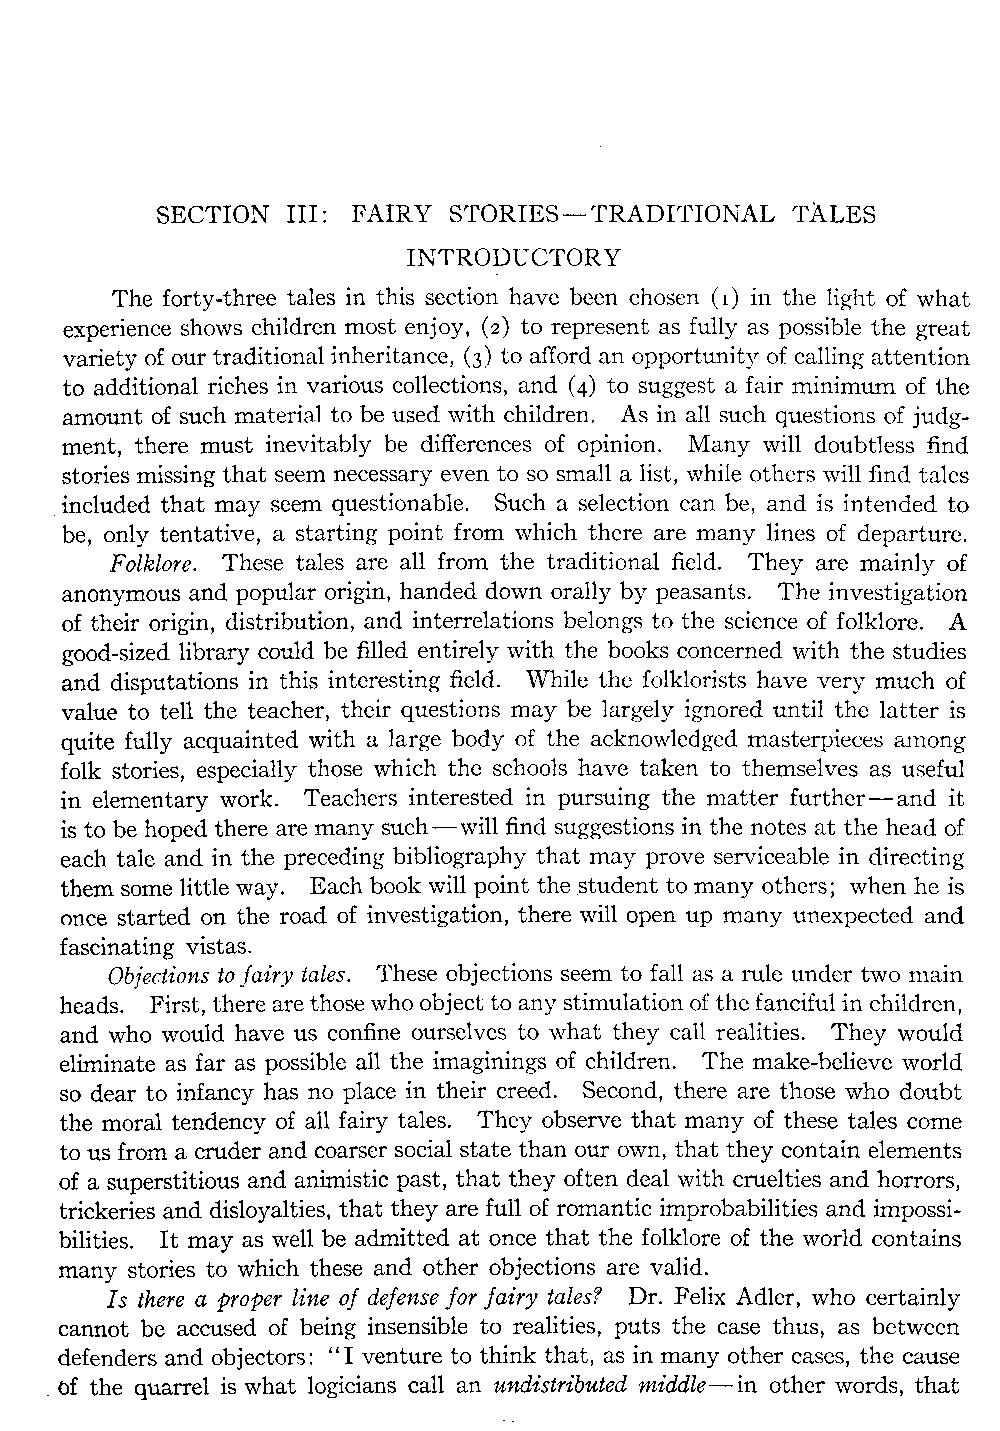 SECTION III: FAIRY STORIES—TRADITIONAL TALES
INTRODUCTORY
The forty-three tales in this section have been chosen (1) in the light of what
experience shows children most enjoy, (2) to represent as fully as possible the great
variety of our traditional inheritance, (3) to afford an opportunity of calling attention
to additional riches in various collections, and (4) to suggest a fair minimum of the
amount of such material to be used with children. As in all such questions of judg-
ment, there must inevitably be differences of opinion. Many will doubtless find
stories missing that seem necessary even to so small a list, while others will find tales
included that may seem questionable. Such a selection can be, and is intended to
be, only tentative, a starting point from which there are many lines of departure.
Folklore. These tales are all from the traditional field. They are mainly of
anonymous and popular origin, handed down orally by peasants. The investigation
of their origin, distribution, and interrelations belongs to the science of folklore. A
good-sized library could be filled entirely with the books concerned with the studies
and disputations in this interesting field. While the folklorists have very much of
value to tell the teacher, their questions may be largely ignored until the latter is
quite fully acquainted with a large body of the acknowledged masterpieces among
folk stories, especially those which the schools have taken to themselves as useful
in elementary work. Teachers interested in pursuing the matter further—and it
is to be hoped there are many such—will find suggestions in the notes at the head of
each tale and in the preceding bibliography that may prove serviceable in directing
them some little way. Each book will point the student to many others; when he is
once started on the road of investigation, there will open up many unexpected and
fascinating vistas.
Objections to fairy tales. These objections seem to fall as a rule under two main
heads. First, there are those who object to any stimulation of the fanciful in children,
and who would have us confine ourselves to what they call realities. They would
eliminate as far as possible all the imaginings of children. The make-believe world
so dear to infancy has no place in their creed. Second, there are those who doubt
the moral tendency of all fairy tales. They observe that many of these tales come
to us from a cruder and coarser social state than our own, that they contain elements
of a superstitious and animistic past, that they often deal with cruelties and horrors,
trickeries and disloyalties, that they are full of romantic improbabilities and impossi-
bilities. It may as well be admitted at once that the folklore of the world contains
many stories to which these and other objections are valid.
Is there a proper line of defense for fairy tales? Dr. Felix Adler, who certainly
cannot be accused of being insensible to realities, puts the case thus, as between
defenders and objectors: "I venture to think that, as in many other cases, the cause
of the quarrel is what logicians call an undistributed middle—in other words, that